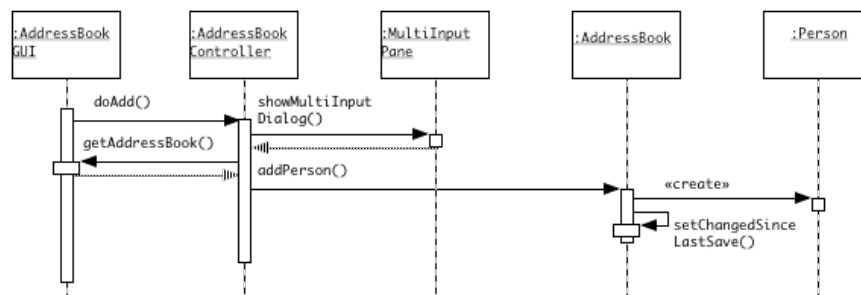 :AddressBook
GUI
:AddressBook
Controller
:MultiInput
Pane
:AddressBook
:Person
doAdd()
showMultiInput
Dialog()
getAddressBook()
addPerson()
«create»
setChangedSince
LastSave()